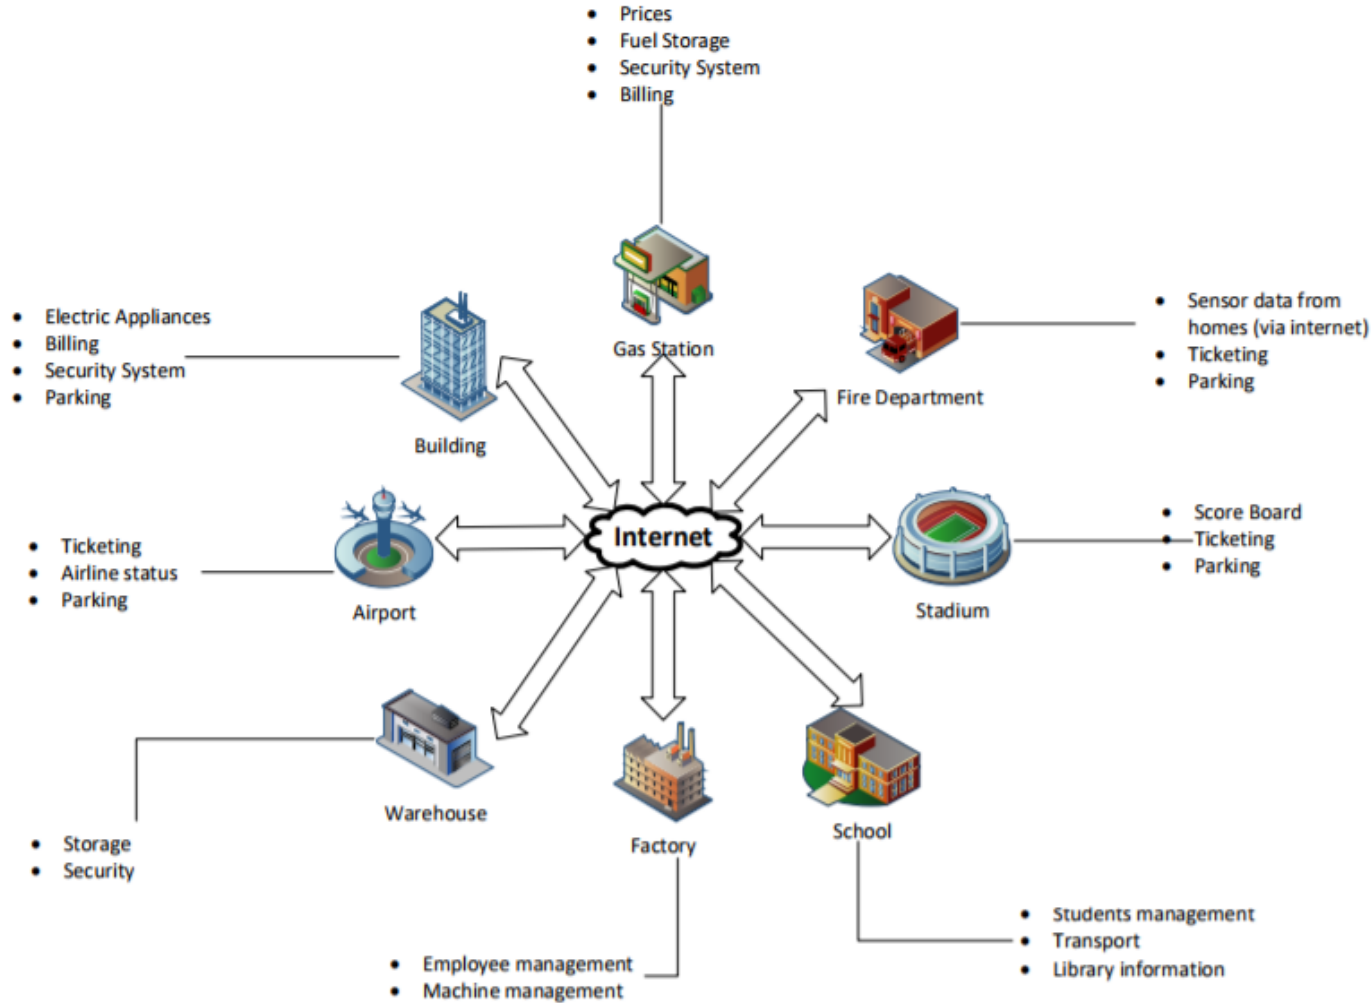 • Prices
• Fuel Storage
• Security System
• Billing
Gas Station
• Electric Appliances
• Billing
• Security System
• Parking
Building
Fire Department
• Sensor data from
homes (via internet)
• Ticketing
• Parking
Internet
• Ticketing
• Airline status
• Parking
Airport
Stadium
• Score Board
• Ticketing
• Parking
Warehouse
• Storage
• Security
Factory
• Employee management
• Machine management
School
• Students management
• Transport
• Library information